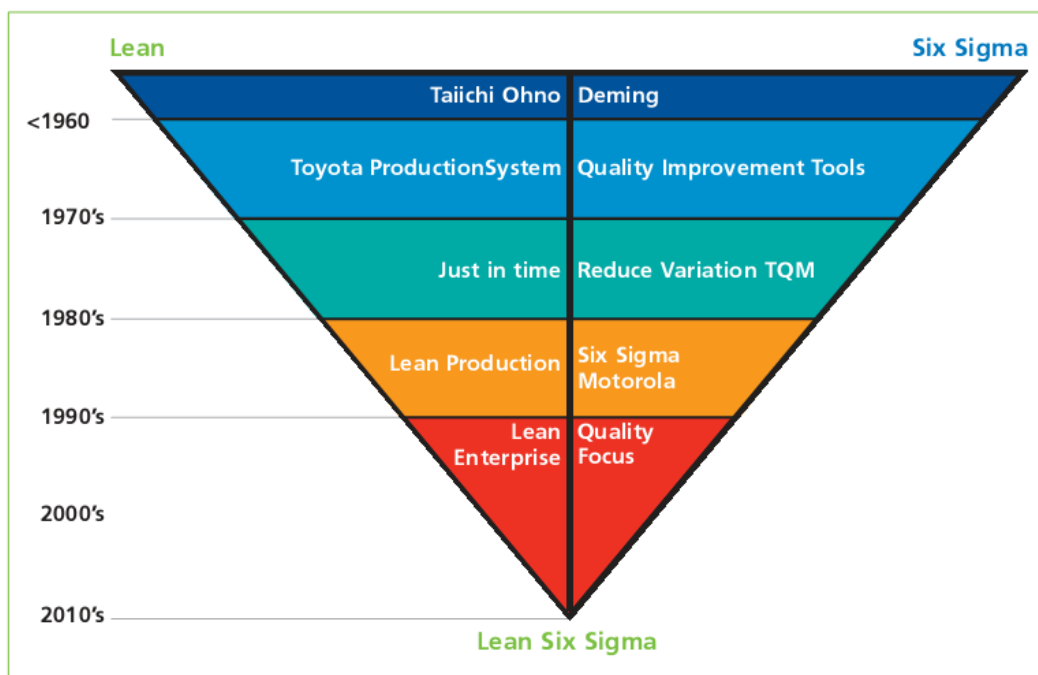 Lean
Six Sigma
Taiichi Ohno
Deming
<1960
Toyota ProductionSystem
Quality Improvement Tools
1970's
Just in time
Reduce Variation TQM
1980's
Lean Production
Six Sigma
Motorola
1990's
Lean
Enterprise
Quality
Focus
2000's
2010's
Lean Six Sigma